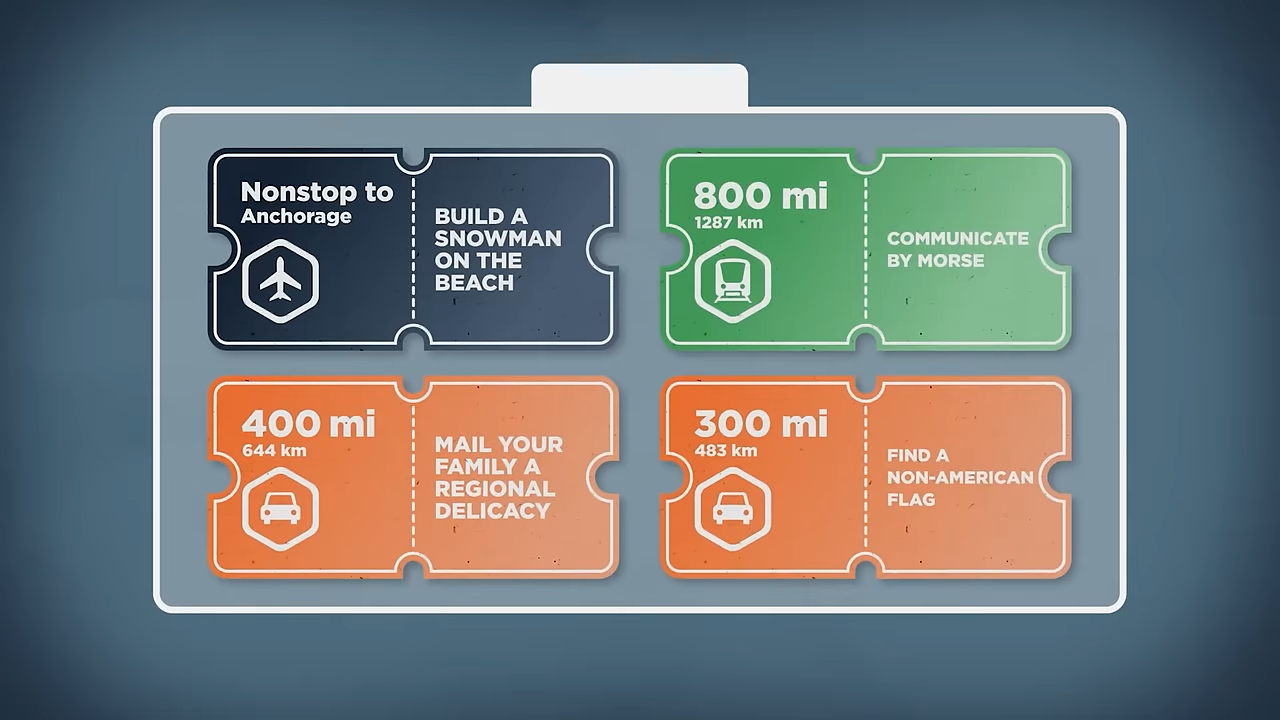 Nonstop to
Anchorage
BUILD A
SNOWMAN
ON THE
BEACH
800 mi
1287 km
COMMUNICATE
BY MORSE
400 mi
644 km
MAIL YOUR
FAMILY A
REGIONAL
DELICACY
300 mi
483 km
FIND A
NON-AMERICAN
FLAG